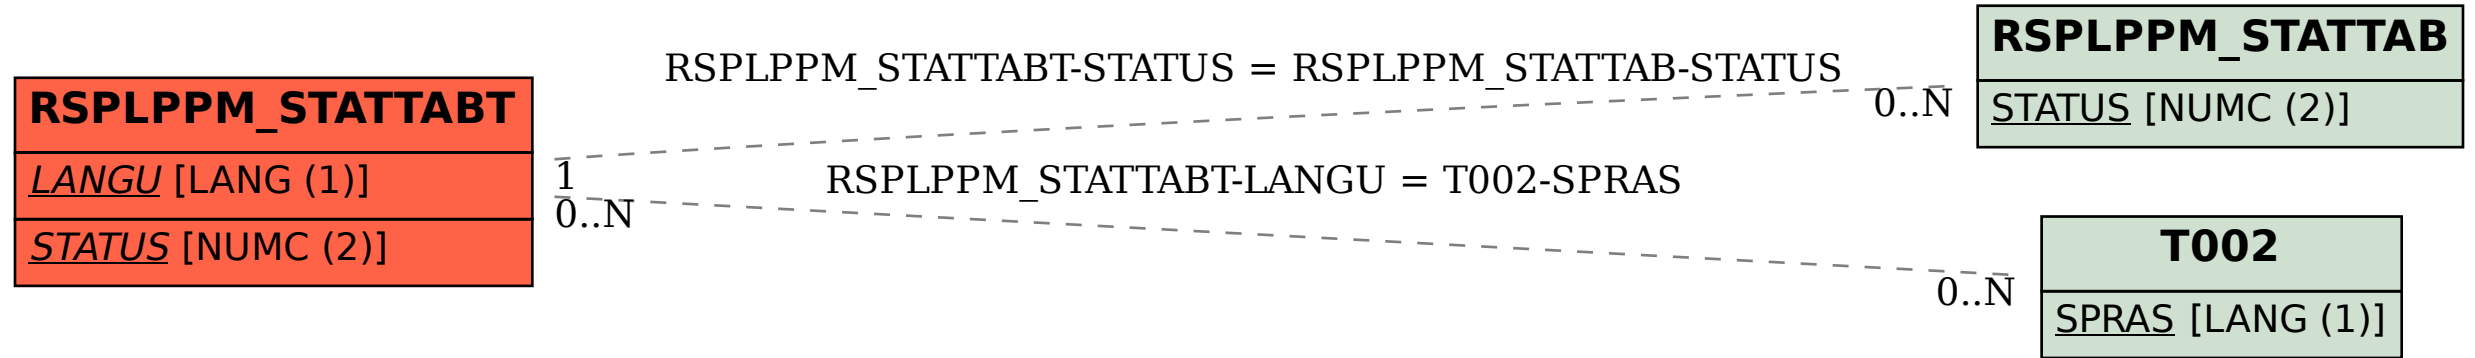 RSPLPPM_STATTABT
LANGU [LANG (1)]
STATUS [NUMC (2)]
RSPLPPM_STATTABT-STATUS = RSPLPPM_STATTAB-STATUS
1
0..N
RSPLPPM_STATTABT-LANGU = T002-SPRAS
0..N
0..N
RSPLPPM_STATTAB
STATUS [NUMC (2)]
T002
SPRAS [LANG (1)]